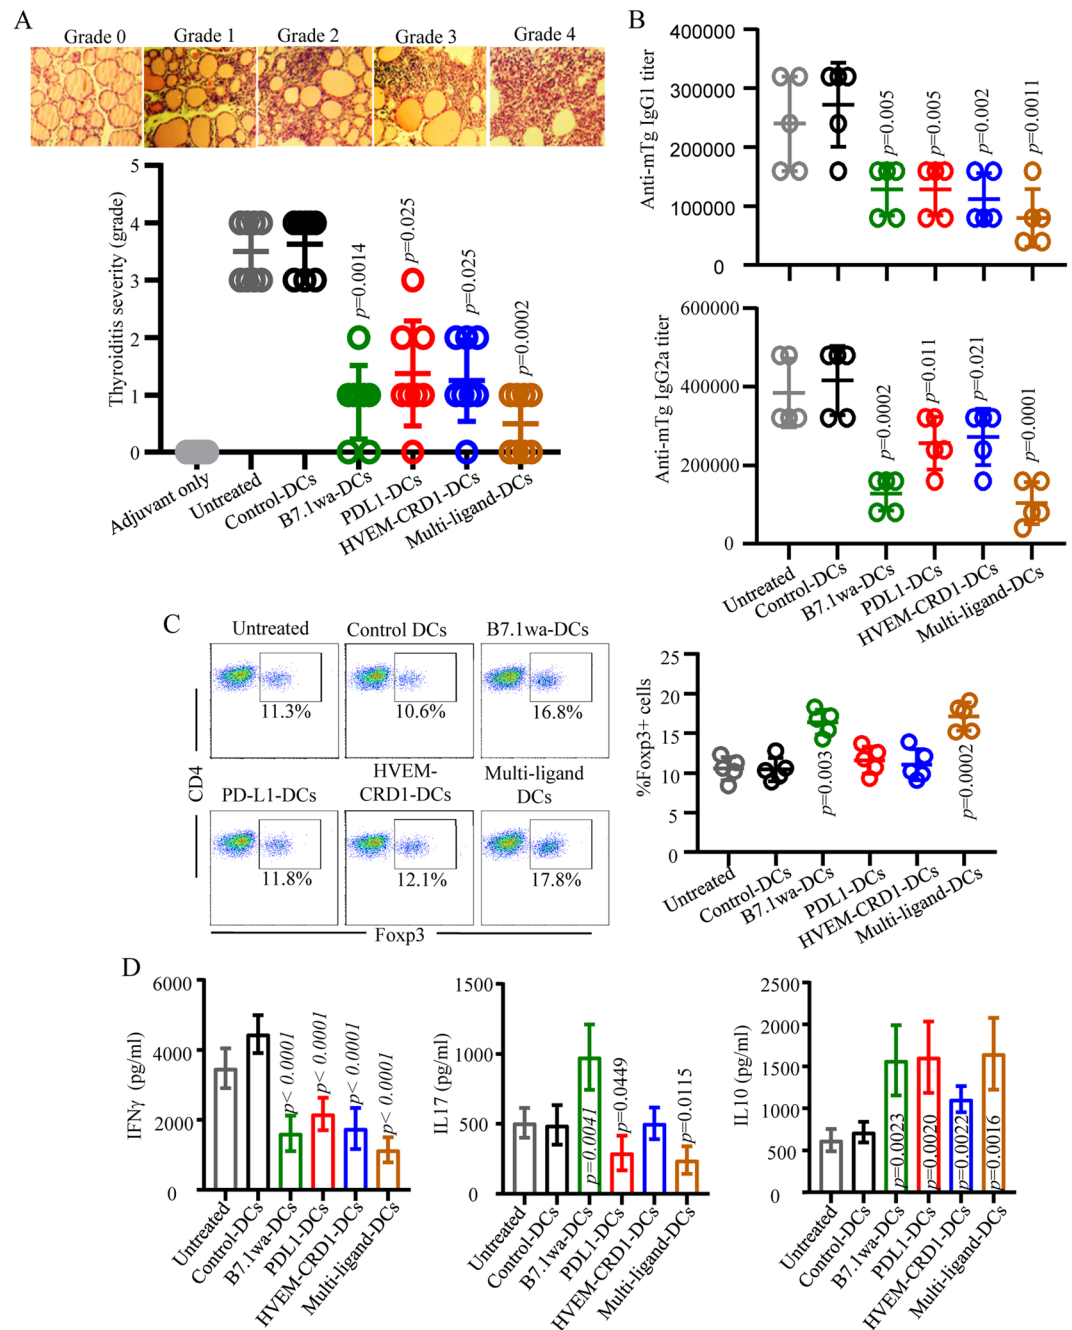 A
Grade 0 Grade 1 Grade 2 Grade 3 Grade 4
Thyroiditis severity (grade)
5
4
3
2
1
0
p=0.0014
p=0.025
p=0.025
p=0.0002
Adjuvant only
Untreated
Control-DCs
B7.1wa-DCs
PDL1-DCs
HVEM-CRD1-DCs
Multi-ligand-DCs
B
Anti-mTg IgG1 titer
400000
300000
200000
100000
0
p=0.005
p=0.005
p=0.002
p=0.0011
Anti-mTg IgG2a titer
600000
400000
200000
0
p=0.0002
p=0.011
p=0.021
p=0.0001
Untreated
Control-DCs
B7.1wa-DCs
PDL1-DCs
HVEM-CRD1-DCs
Multi-ligand-DCs
C
Untreated Control DCs B7.1wa-DCs
11.3% 10.6% 16.8%
CD4
PD-L1-DCs
HVEM-
CRD1-DCs
Multi-ligand
DCs
11.8% 12.1% 17.8%
Foxp3
%Foxp3+ cells
25
20
15
10
5
0
p=0.003
p=0.0002
Untreated
Control-DCs
B7.1wa-DCs
PDL1-DCs
HVEM-CRD1-DCs
Multi-ligand-DCs
D
IFNγ (pg/ml)
6000
4000
2000
0
p< 0.0001
p< 0.0001
p< 0.0001
p< 0.0001
Untreated
Control-DCs
B7.1wa-DCs
PDL1-DCs
HVEM-CRD1-DCs
Multi-ligand-DCs
IL17 (pg/ml)
1500
1000
500
0
p=0.0041
p=0.0449
p=0.0115
Untreated
Control-DCs
B7.1wa-DCs
PDL1-DCs
HVEM-CRD1-DCs
Multi-ligand-DCs
IL10 (pg/ml)
2500
2000
1500
1000
500
0
p=0.0023
p=0.0020
p=0.0022
p=0.0016
Untreated
Control-DCs
B7.1wa-DCs
PDL1-DCs
HVEM-CRD1-DCs
Multi-ligand-DCs